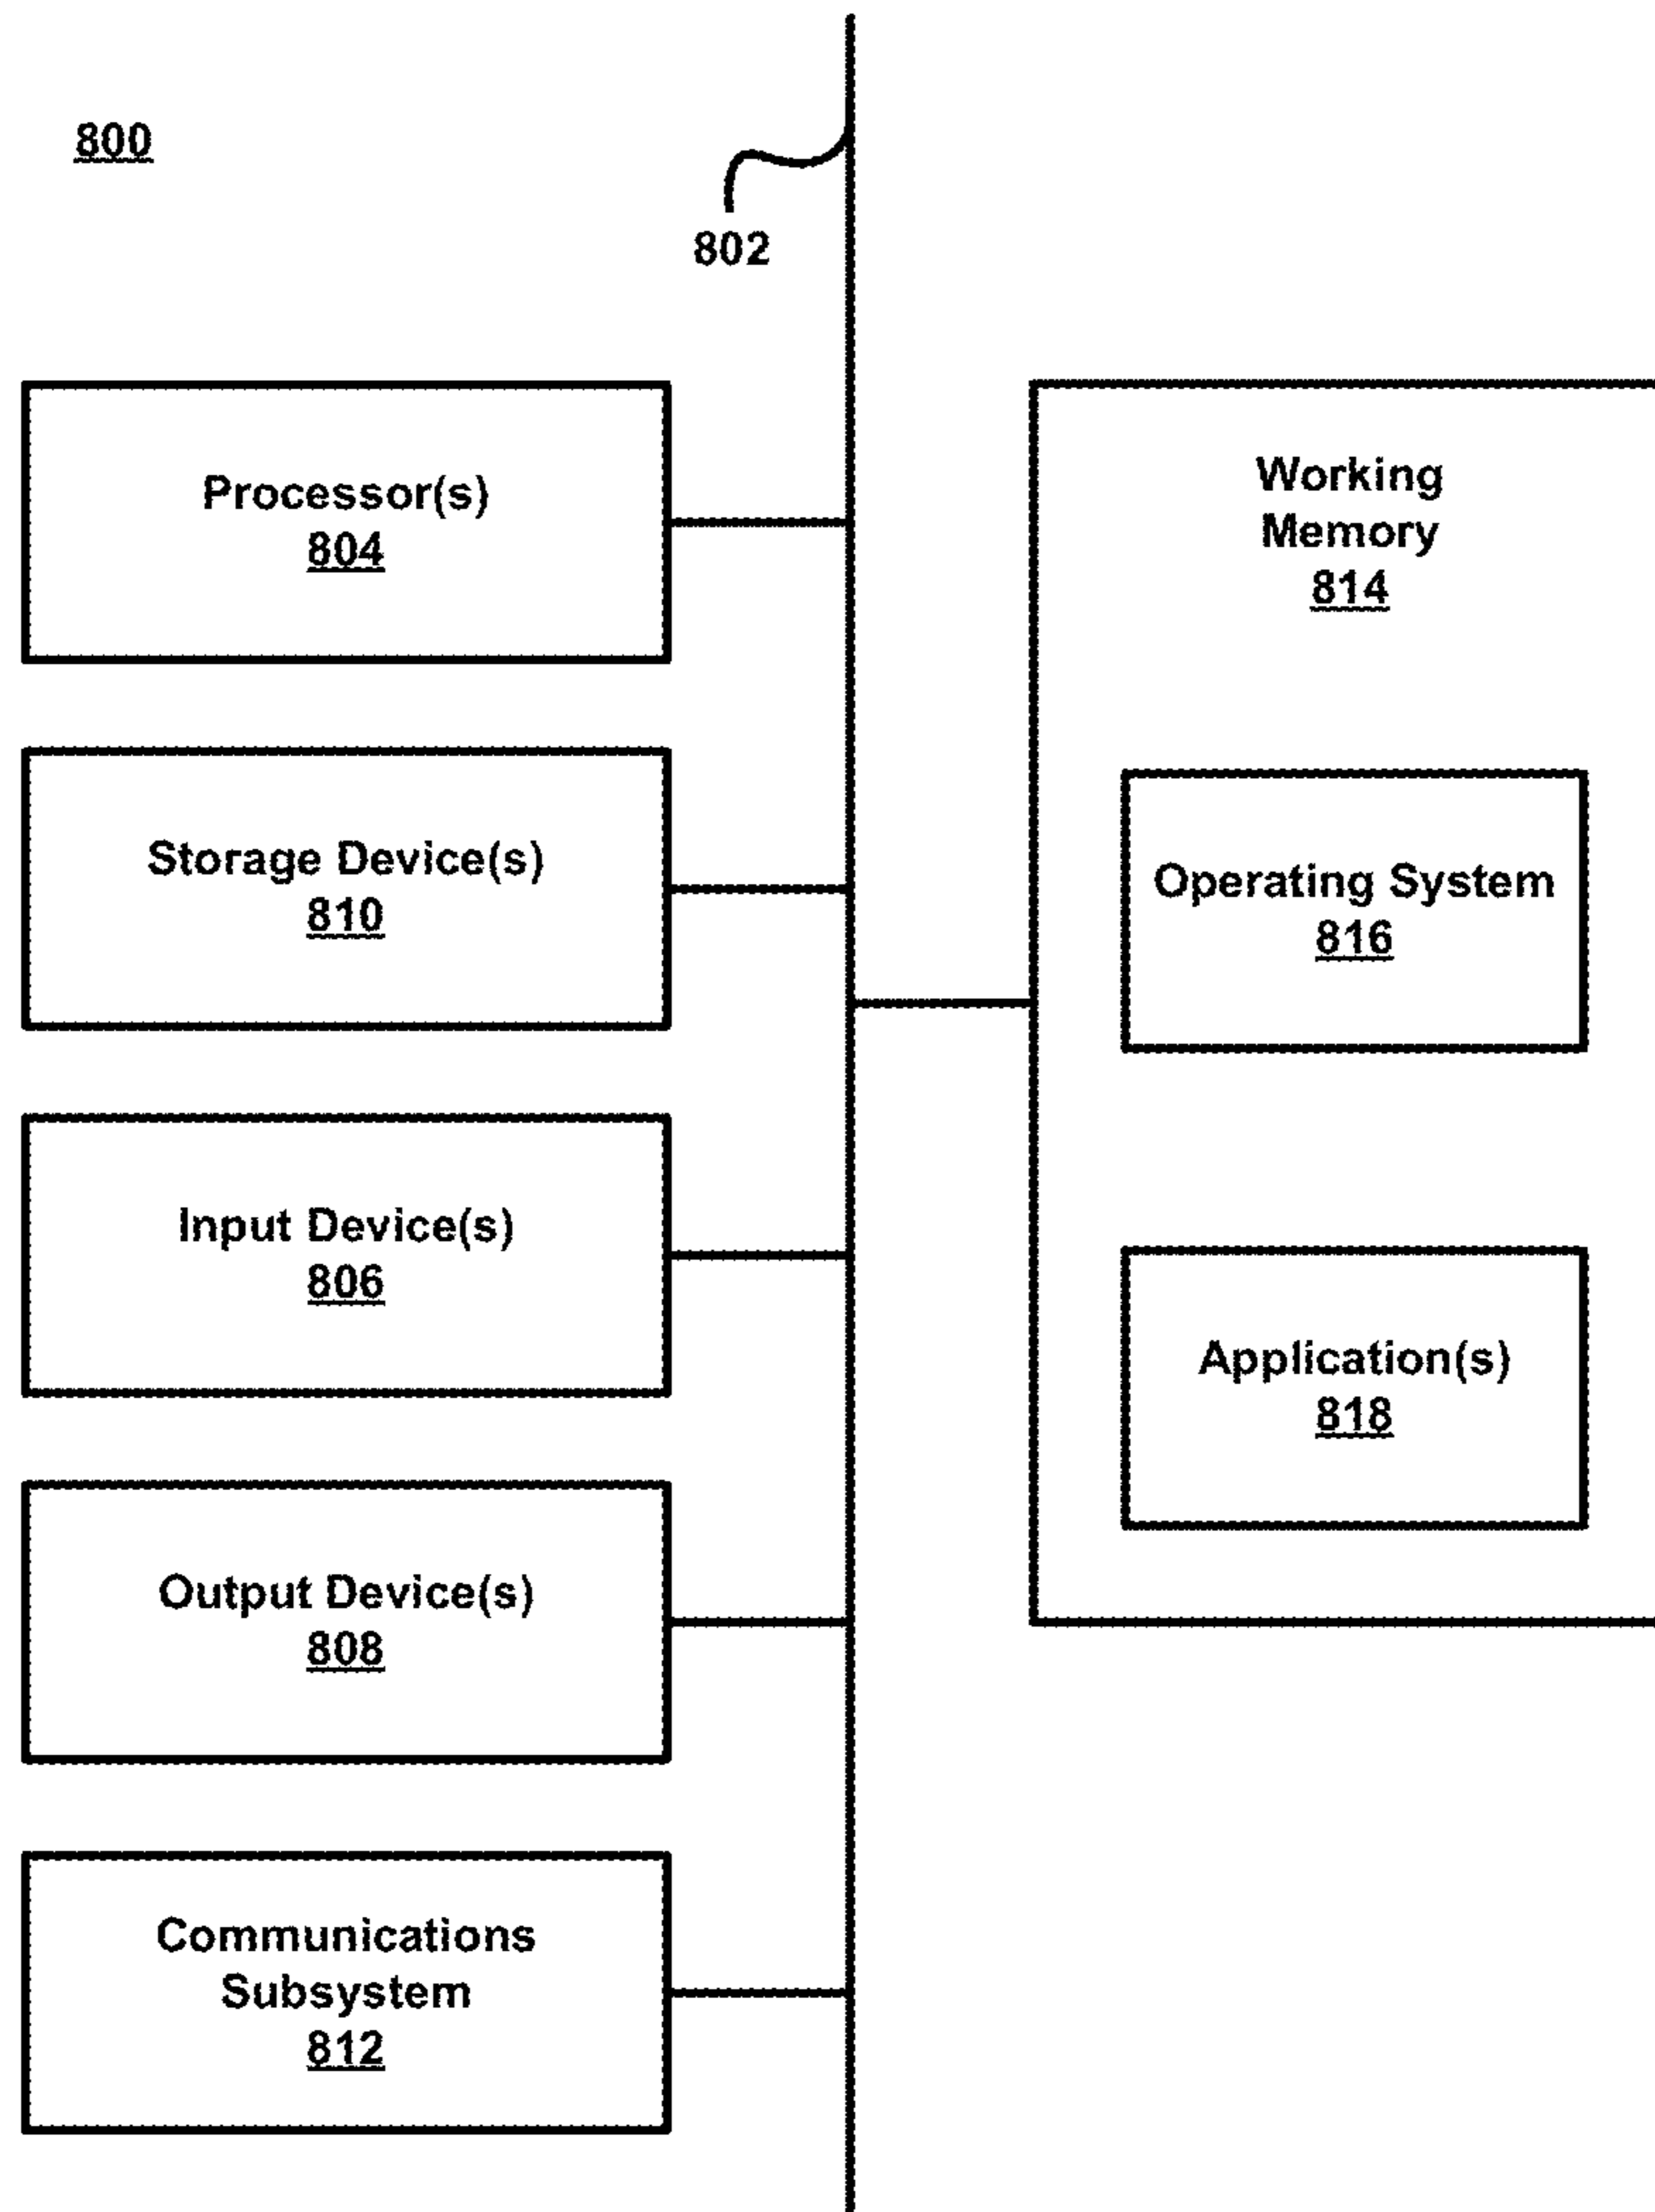 800
802
Processor(s)
804
Storage Device(s)
810
Input Device(s)
806
Output Device(s)
808
Communications
Subsystem
812
Working
Memory
814
Operating System
816
Application(s)
818